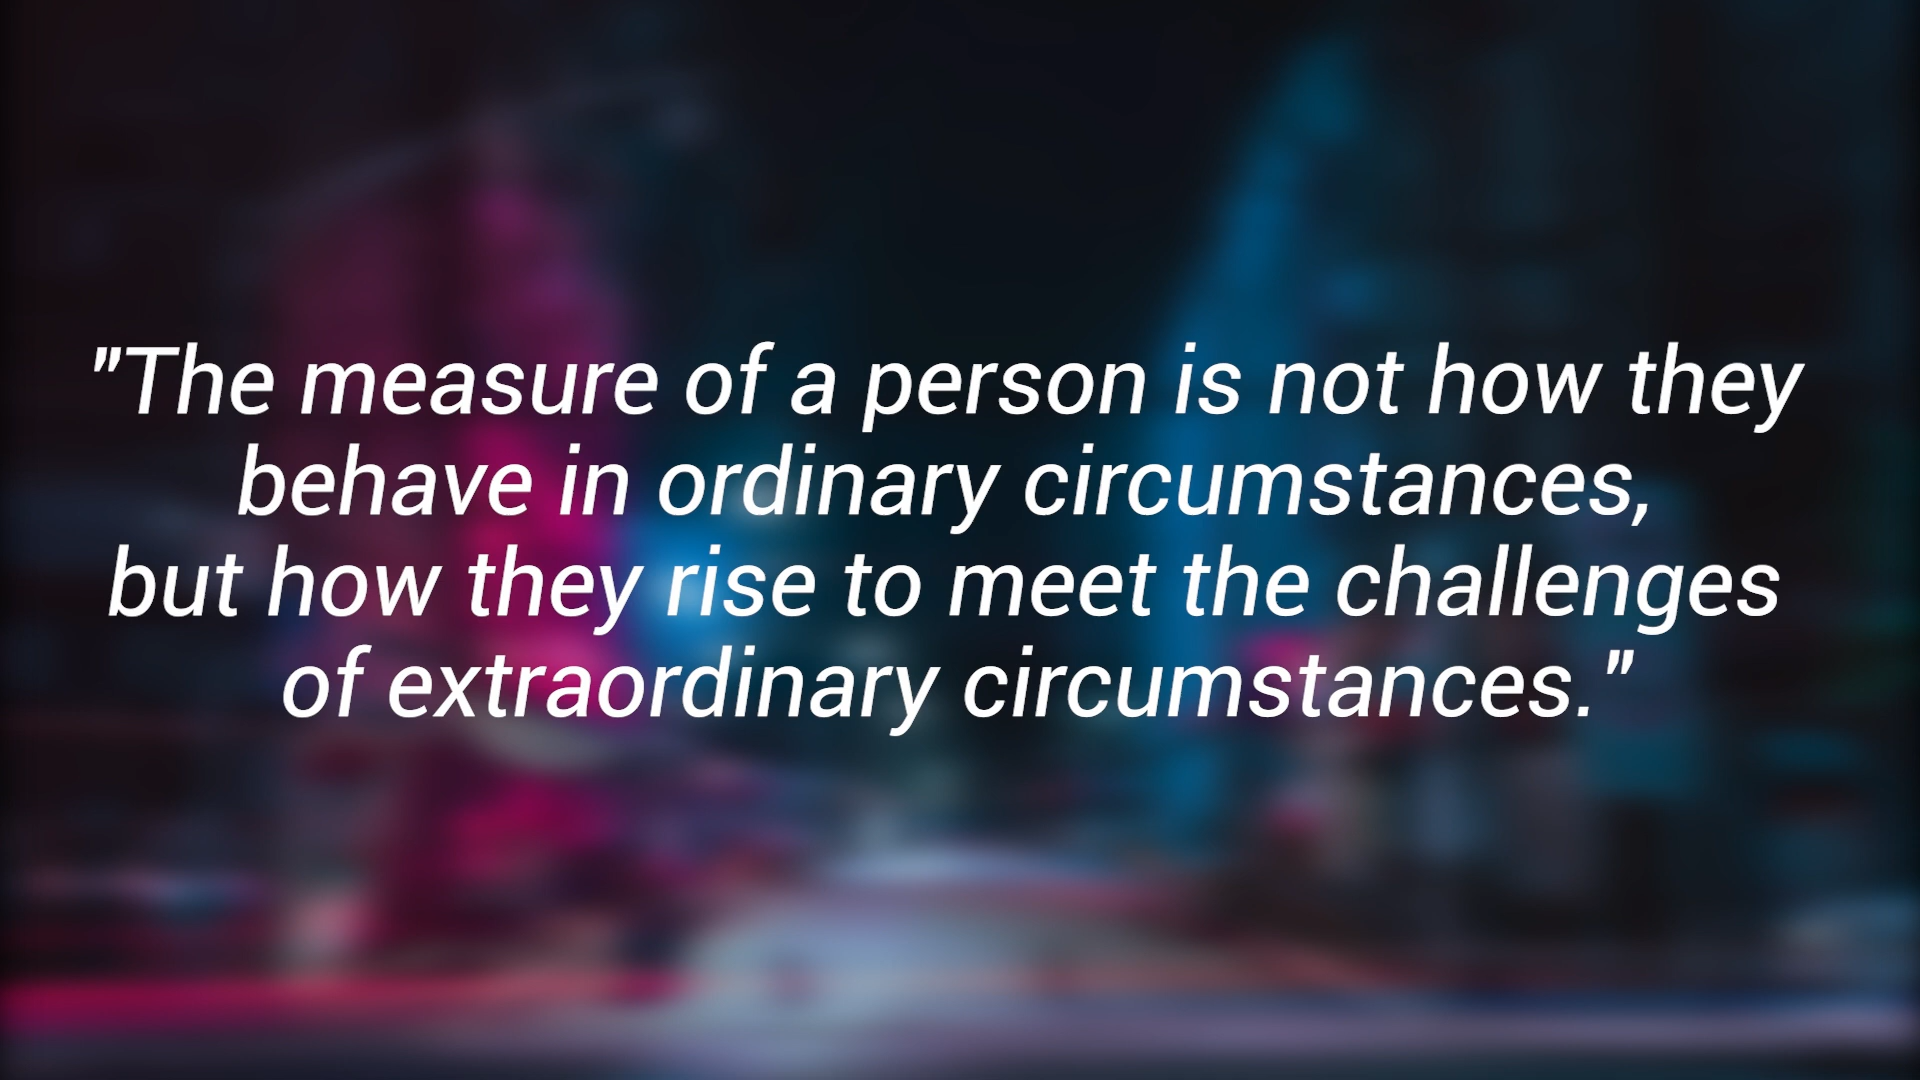 "The measure of a person is not how they
behave in ordinary circumstances,
but how they rise to meet the challenges
of extraordinary circumstances."